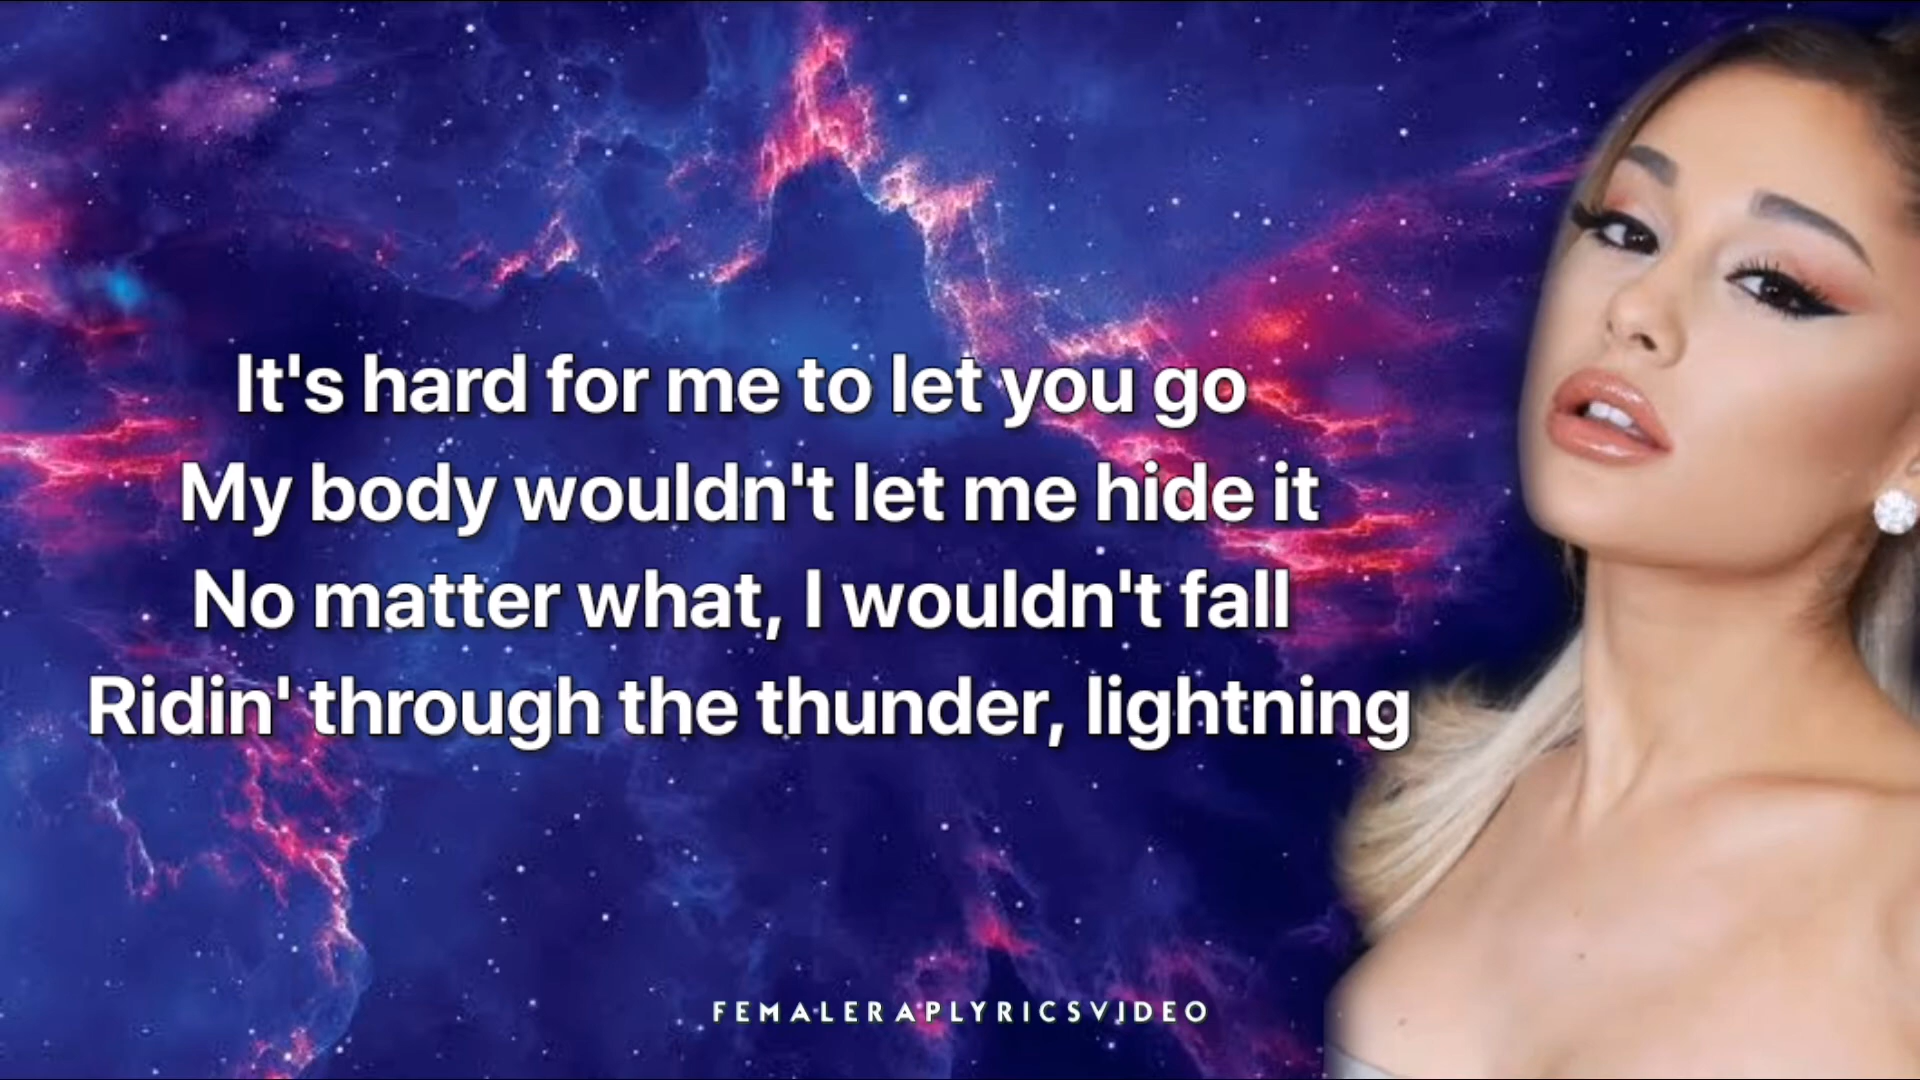 It's hard for me to let you go
My body wouldn't let me hide it
No matter what, I wouldn't fall
Ridin' through the thunder, lightning
FEMALERAPLYRICSVIDEO